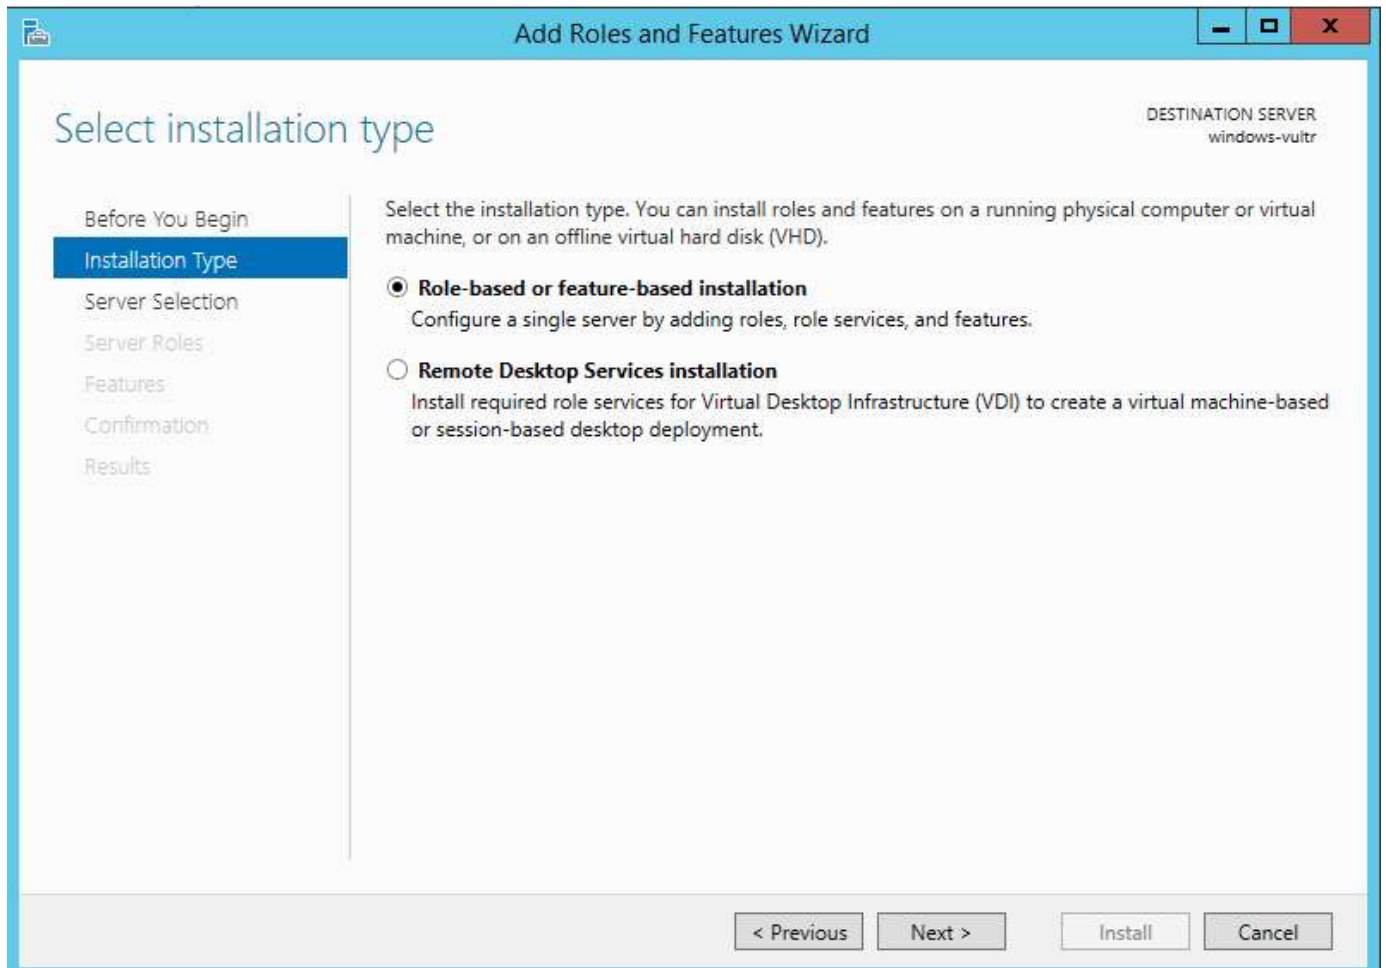 Add Roles and Features Wizard
Select installation type
DESTINATION SERVER
windows-vultr
Before You Begin
Installation Type
Server Selection
Server Roles
Features
Confirmation
Results
Select the installation type. You can install roles and features on a running physical computer or virtual
machine, or on an offline virtual hard disk (VHD).
Role-based or feature-based installation
Configure a single server by adding roles, role services, and features.
Remote Desktop Services installation
Install required role services for Virtual Desktop Infrastructure (VDI) to create a virtual machine-based
or session-based desktop deployment.
< Previous
Next >
Install
Cancel